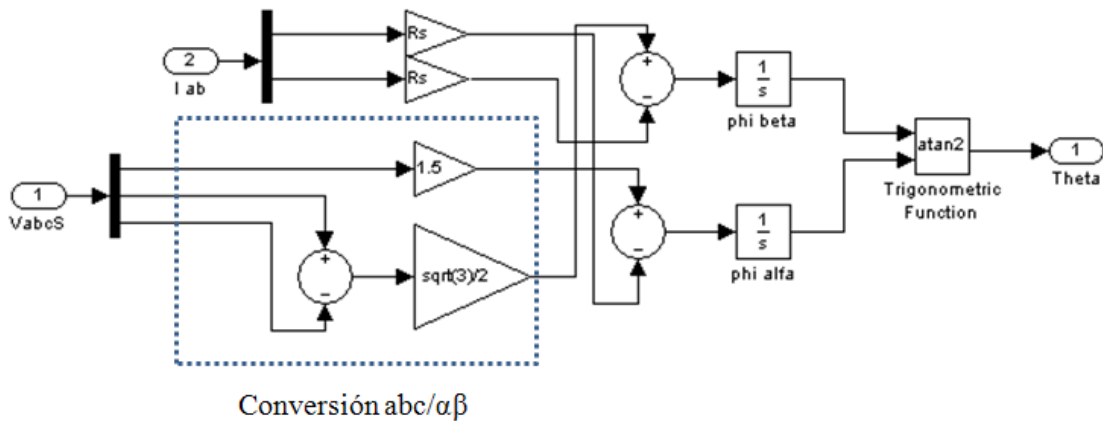 2
I ab
Rs
Rs
+
−
1
s
phi beta
1
VabcS
1.5
+
−
sqrt(3)/2
+
−
1
s
phi alfa
atan2
Trigonometric
Function
1
Theta
Conversión abc/αβ